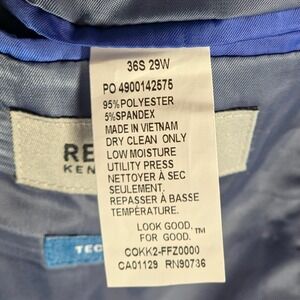 36S 29W
PO 4900142575
95%POLYESTER
5%SPANDEX
MADE IN VIETNAM
DRY CLEAN ONLY
LOW MOISTURE
UTILITY PRESS
NETTOYER À SEC
SEULEMENT.
REPASSER À BASSE
TEMPÉRATURE.
LOOK GOOD.
FOR GOOD.™
COKK2-FFZ0000
CA01129 RN90736
RE
KEN
TEC